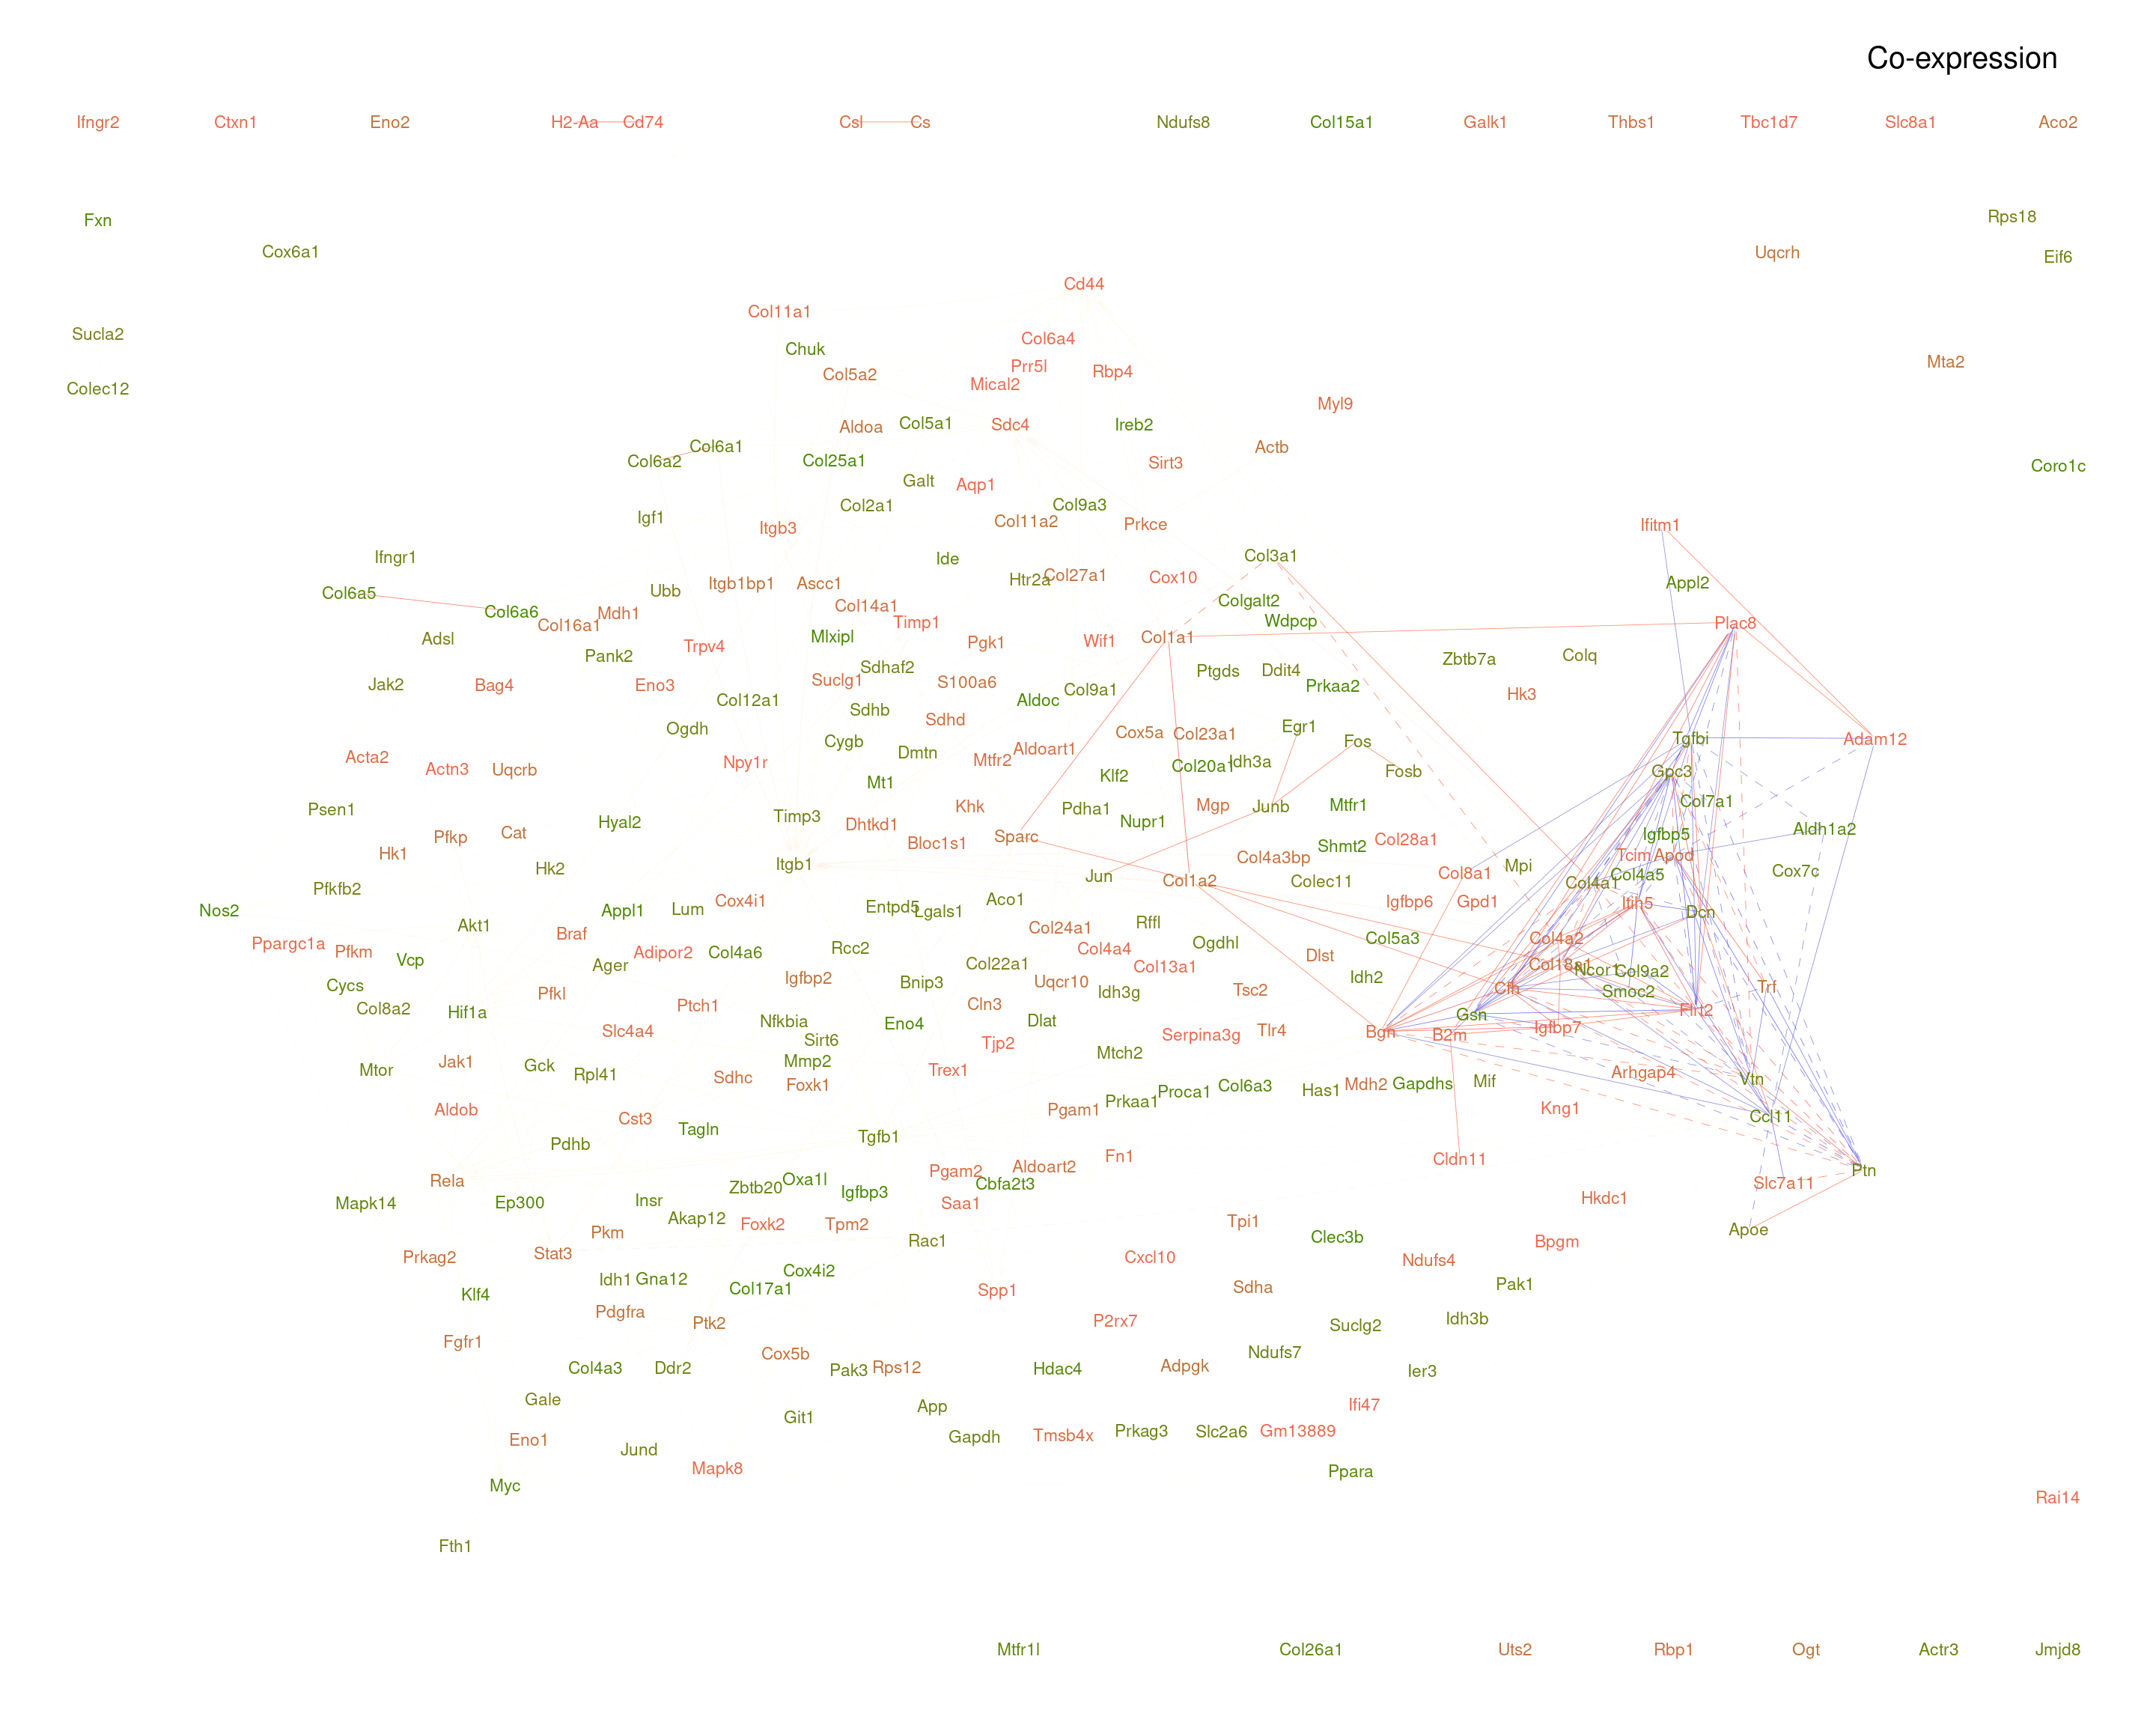 Co-expression
Ifngr2 Ctxn1 Eno2 H2-Aa Cd74 Csl Cs Ndufs8 Col15a1 Galk1 Thbs1 Tbc1d7 Slc8a1 Aco2
Fxn Rps18
Cox6a1 Uqcrh Eif6
Cd44
Col11a1
Sucla2 Col6a4
Chuk
Col5a2 Prr5l Rbp4 Mta2
Colec12 Mical2
Myl9
Aldoa Col5a1 Sdc4 Ireb2
Col6a2 Col6a1 Col25a1 Sirt3 Actb Coro1c
Galt Aqp1
Col2a1 Col9a3
Igf1 Itgb3 Col11a2 Prkce Ifitm1
Ifngr1 Ide Col3a1
Col6a5 Ubb Itgb1bp1 Ascc1 Htr2a Col27a1 Cox10 Appl2
Col6a6 Mdh1 Col14a1 Colgalt2
Col16a1 Timp1 Wdpcp Plac8
Adsl Trpv4 Mlxipl Pgk1 Wif1 Col1a1
Pank2 Sdhaf2 Ptgds Ddit4 Zbtb7a Colq
Jak2 Bag4 Eno3 Suclg1 S100a6 Col9a1 Prkaa2 Hk3
Col12a1 Sdhb Aldoc
Ogdh Sdhd Cox5a Col23a1 Egr1
Acta2 Actn3 Uqcrb Npy1r Cygb Dmtn Mtfr2 Aldoart1 Col20a1 Idh3a Fos Fosb Tgfbi Adam12
Mt1 Klf2 Gpc3
Psen1 Hyal2 Timp3 Khk Pdha1 Nupr1 Mgp Junb Mtfr1 Col7a1
Hk1 Pfkp Cat Dhtkd1 Bloc1s1 Sparc Shmt2 Col28a1 Igfbp5 Aldh1a2
Pfkfb2 Hk2 Itgb1 Jun Col1a2 Col4a3bp Colec11 Col8a1 Mpi Tcim Apod Cox7c
Col4a1 Col4a5
Nos2 Akt1 Appl1 Lum Cox4i1 Entpd5 Lgals1 Aco1 Rffl Igfbp6 Gpd1 Itih5 Dcn
Ppargc1a Pfkm Braf Adipor2 Col4a6 Rcc2 Col24a1 Col4a4 Ogdhl Col5a3 Col4a2
Vcp Ager Col22a1 Col13a1 Dlst Col18a1 Ncor1 Col9a2
Cycs Pfkl Igfbp2 Bnip3 Uqcr10 Idh3g Tsc2 Idh2 Cfh Smoc2 Trf
Col8a2 Hif1a Ptch1 Cln3 Gsn Flrt2
Slc4a4 Nfkbia Eno4 Dlat Serpina3g Tlr4 Bgn B2m Igfbp7
Sirt6 Tjp2
Mtor Jak1 Gck Rpl41 Sdhc Mmp2 Trex1 Mtch2 Arhgap4 Vtn
Foxk1 Proca1 Col6a3 Has1 Mdh2 Gapdhs Mif
Aldob Cst3 Tagln Pgam1 Prkaa1 Kng1 Ccl11
Pdhb Tgfb1
Rela Pgam2 Aldoart2 Fn1 Cldn11 Slc7a11 Ptn
Mapk14 Ep300 Insr Zbtb20 Oxa1l Igfbp3 Cbfa2t3 Saa1 Hkdc1
Akap12 Foxk2 Tpm2 Tpi1 Apoe
Prkag2 Stat3 Pkm Rac1 Cxcl10 Clec3b Ndufs4 Bpgm
Klf4 Idh1 Gna12 Col17a1 Cox4i2 Spp1 Sdha Pak1
Fgfr1 Pdgfra Ptk2 P2rx7 Suclg2 Idh3b
Col4a3 Ddr2 Cox5b Pak3 Rps12 Hdac4 Adpgk Ndufs7 Ier3
Gale Git1 App Ifi47
Eno1 Jund Gapdh Tmsb4x Prkag3 Slc2a6 Gm13889
Myc Mapk8 Ppara Rai14
Fth1
Mtfr1l Col26a1 Uts2 Rbp1 Ogt Actr3 Jmjd8